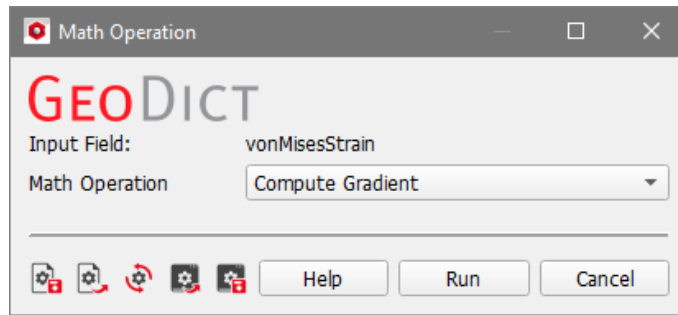 Math Operation
GEODICT
Input Field: vonMisesStrain
Math Operation Compute Gradient
Help Run Cancel